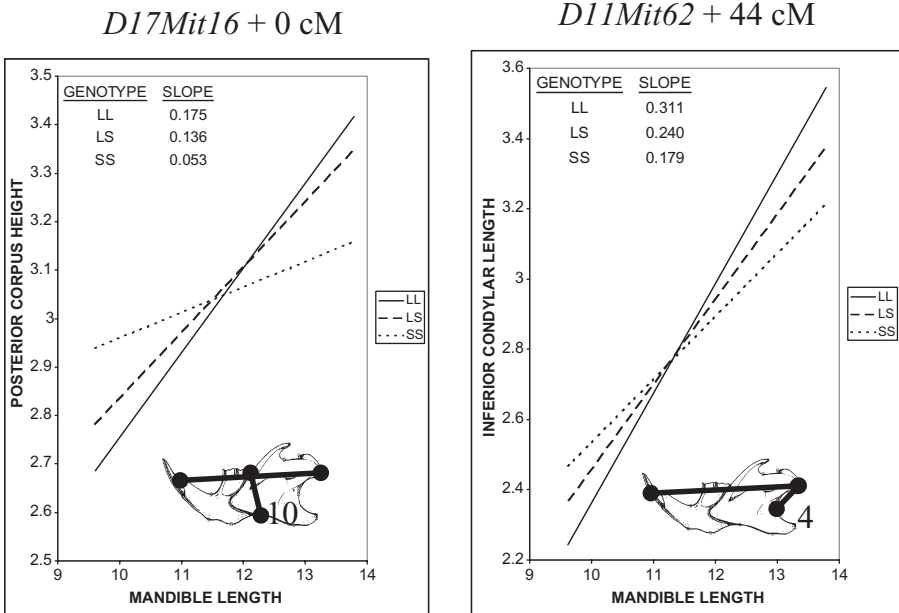 D17Mit16 + 0 cM
POSTERIOR CORPUS HEIGHT
3.5
3.4
3.3
3.2
3.1
3
2.9
2.8
2.7
2.6
2.5
GENOTYPE SLOPE
LL 0.175
LS 0.136
SS 0.053
10
9 10 11 12 13 14
MANDIBLE LENGTH
LL
LS
SS
D11Mit62 + 44 cM
INFERIOR CONDYLAR LENGTH
3.6
3.4
3.2
3
2.8
2.6
2.4
2.2
GENOTYPE SLOPE
LL 0.311
LS 0.240
SS 0.179
4
9 10 11 12 13 14
MANDIBLE LENGTH
LL
LS
SS